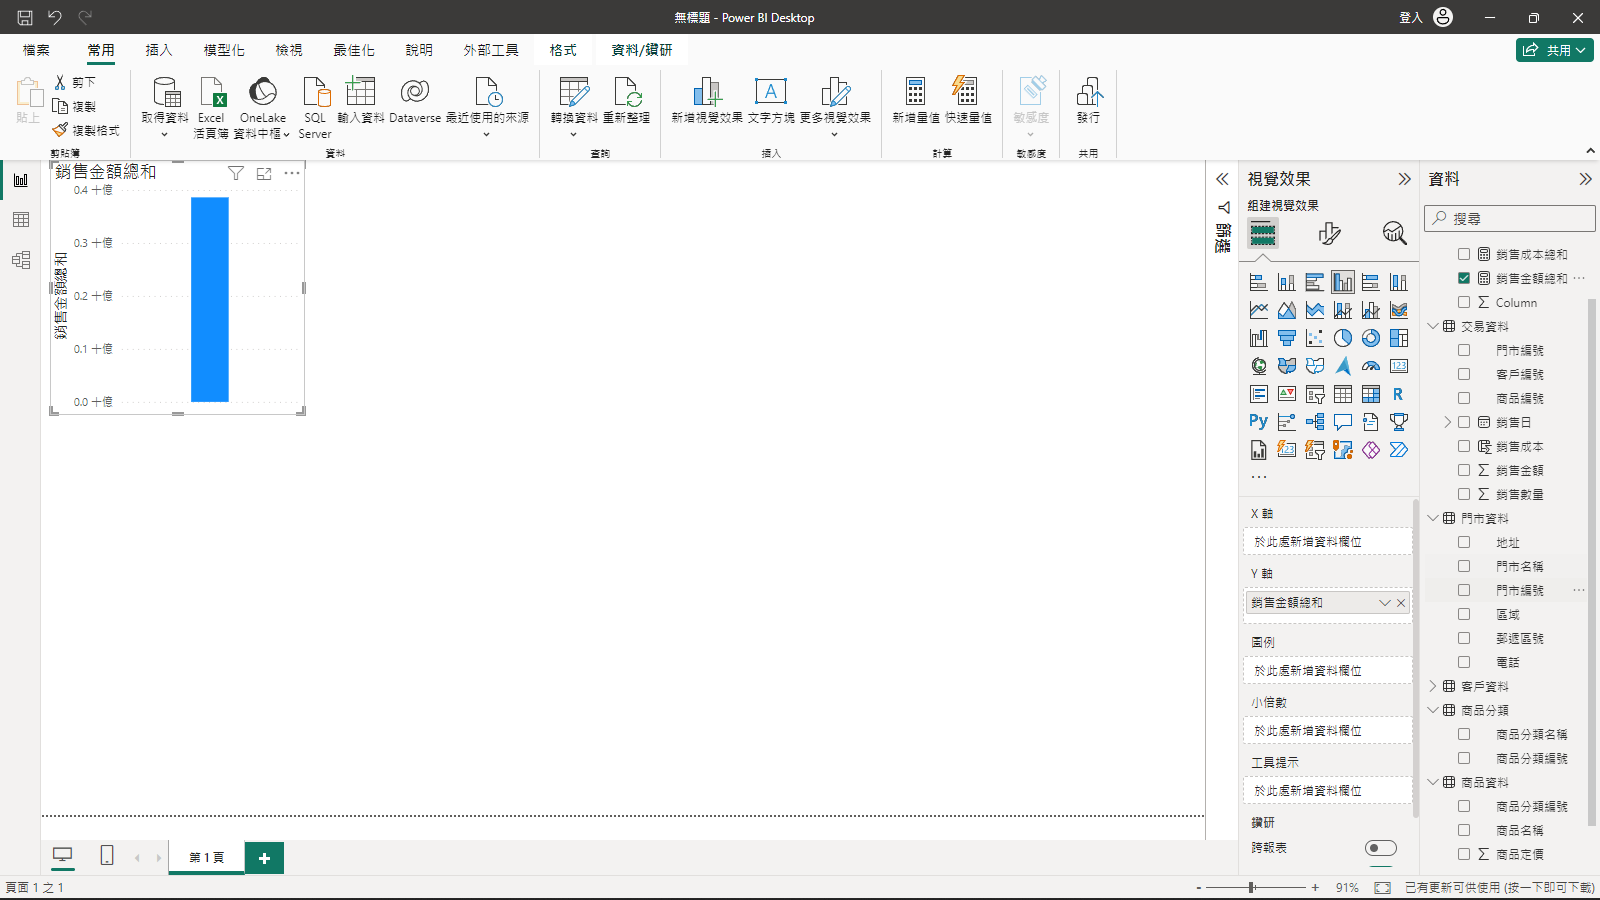 無標題 - Power BI Desktop
登入
檔案 常用 插入 模型化 檢視 最佳化 說明 外部工具 格式 資料/鑽研
共用
貼上
剪下
複製
複製格式
剪貼簿
取得資料
Excel 活頁簿
OneLake 資料中樞
SQL Server
輸入資料
Dataverse
最近使用的來源
資料
轉換資料
重新整理
查詢
新增視覺效果
文字方塊
更多視覺效果
插入
新增量值
快速量值
計算
敏感度
敏感度
發行
共用
銷售金額總和
0.4 十億
0.3 十億
0.2 十億
0.1 十億
0.0 十億
銷售金額總和
篩選
視覺效果
組建視覺效果
X 軸
於此處新增資料欄位
Y 軸
銷售金額總和
圖例
於此處新增資料欄位
小倍數
於此處新增資料欄位
工具提示
於此處新增資料欄位
鑽研
跨報表
資料
搜尋
銷售成本總和
銷售金額總和
Column
交易資料
門市編號
客戶編號
商品編號
銷售日
銷售成本
銷售金額
銷售數量
門市資料
地址
門市名稱
門市編號
區域
郵遞區號
電話
客戶資料
商品分類
商品分類名稱
商品分類編號
商品資料
商品分類編號
商品名稱
商品定價
第 1 頁
頁面 1 之 1
91%
已有更新可供使用 (按一下即可下載)